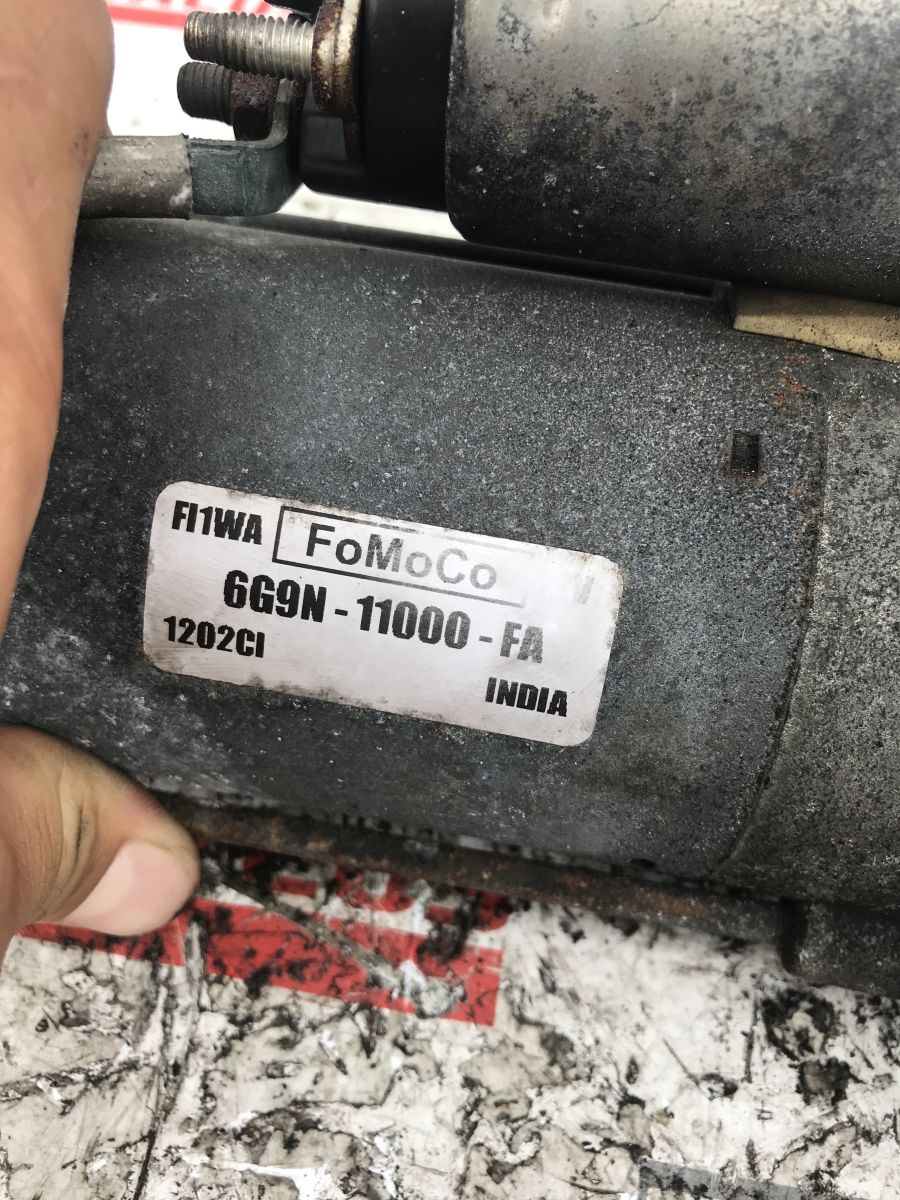 FI1WA FoMoCo
6G9N - 11000 - FA
1202CI
INDIA